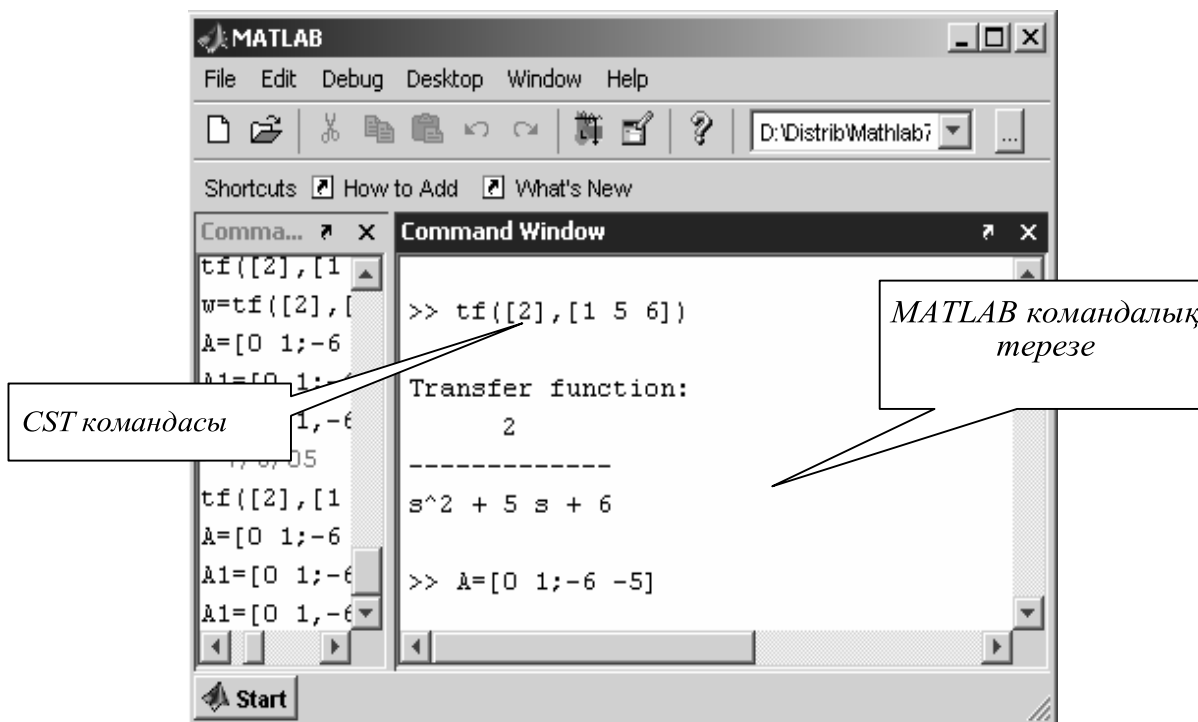 MATLAB
File Edit Debug Desktop Window Help
D:\Distrib\Mathlab7 ...
Shortcuts How to Add What's New
Comma...
tf([2],[1
w=tf([2],[
A=[0 1;-6
A1=[0 1;-6
1,-6
tf([2],[1
A=[0 1;-6
A1=[0 1;-6
A1=[0 1,-6
Command Window
>> tf([2],[1 5 6])
Transfer function:
2
-------------
s^2 + 5 s + 6
>> A=[0 1;-6 -5]
CST командасы
MATLAB командалық
терезе
Start